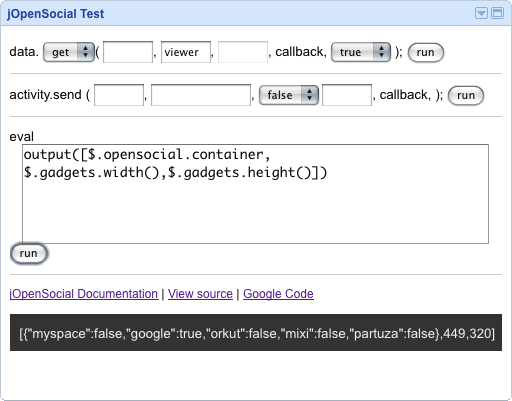 jOpenSocial Test
data. get ( , viewer, , callback, true ); run
activity.send ( , , false , callback, ); run
eval
output([$.opensocial.container,
$.gadgets.width(),$.gadgets.height()])
run
jOpenSocial Documentation | View source | Google Code
[{"myspace":false,"google":true,"orkut":false,"mixi":false,"partuza":false},449,320]